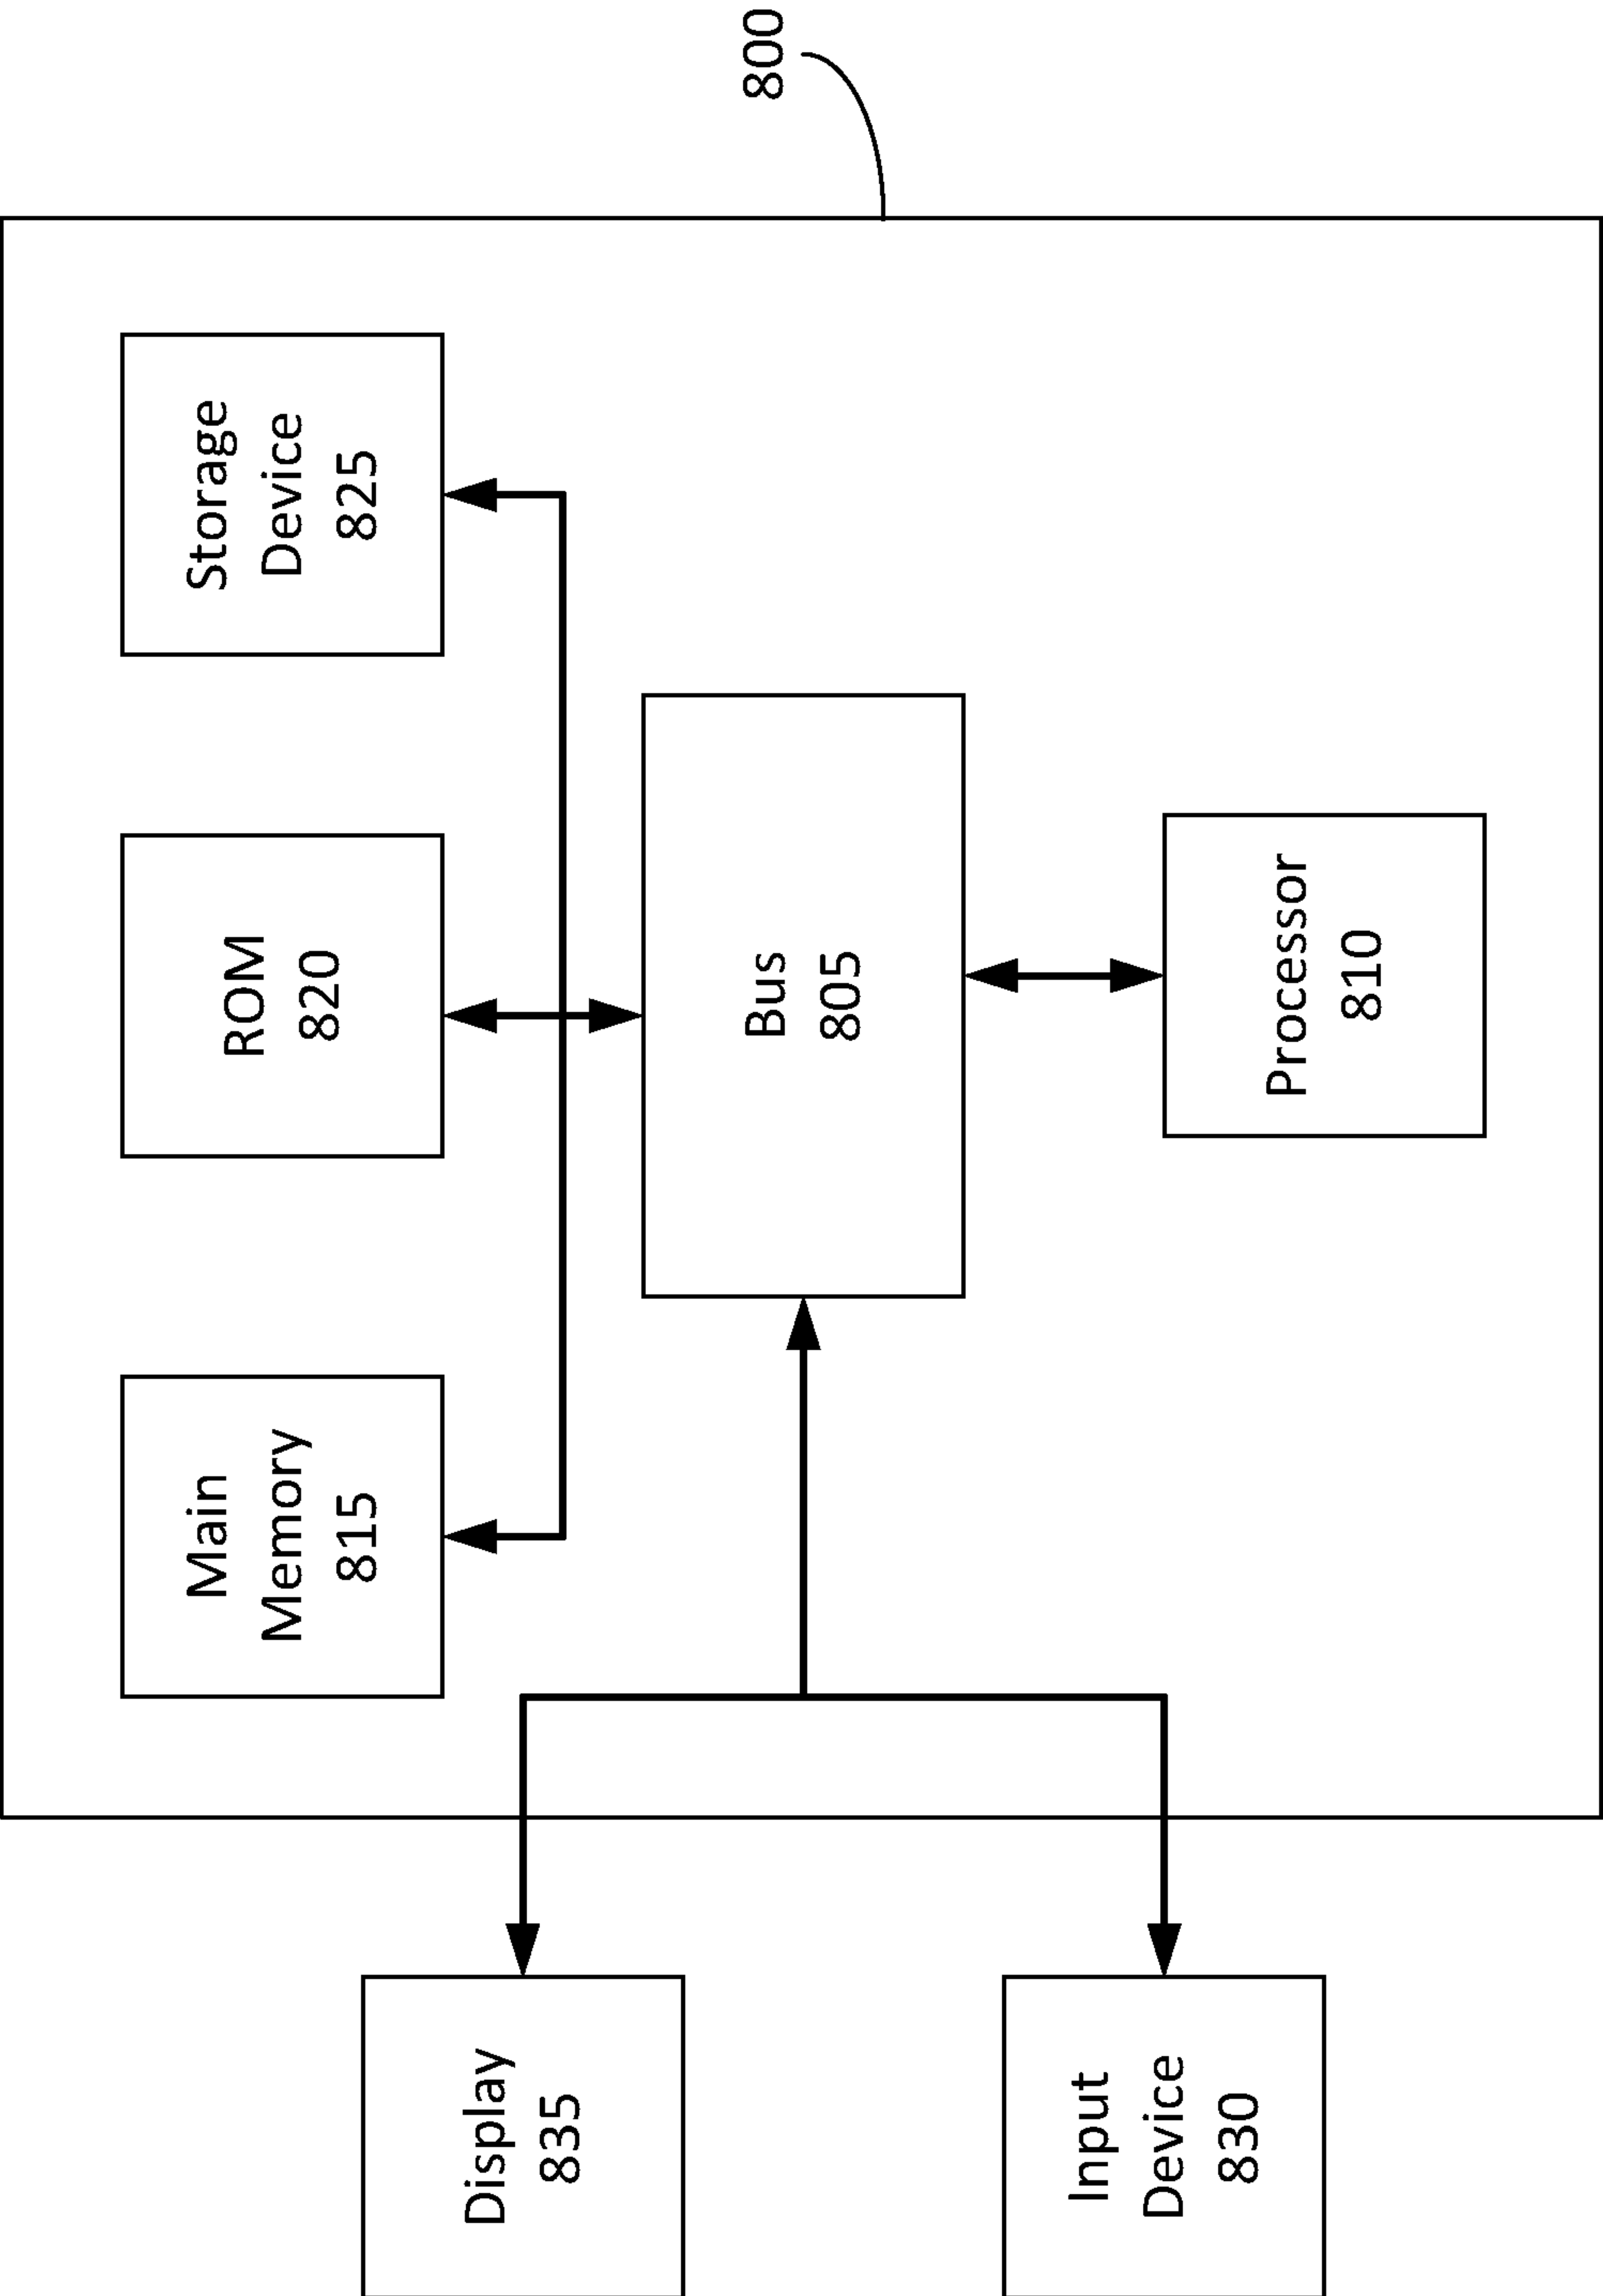 800
Main
Memory
815
ROM
820
Storage
Device
825
Display
835
Bus
805
Input
Device
830
Processor
810